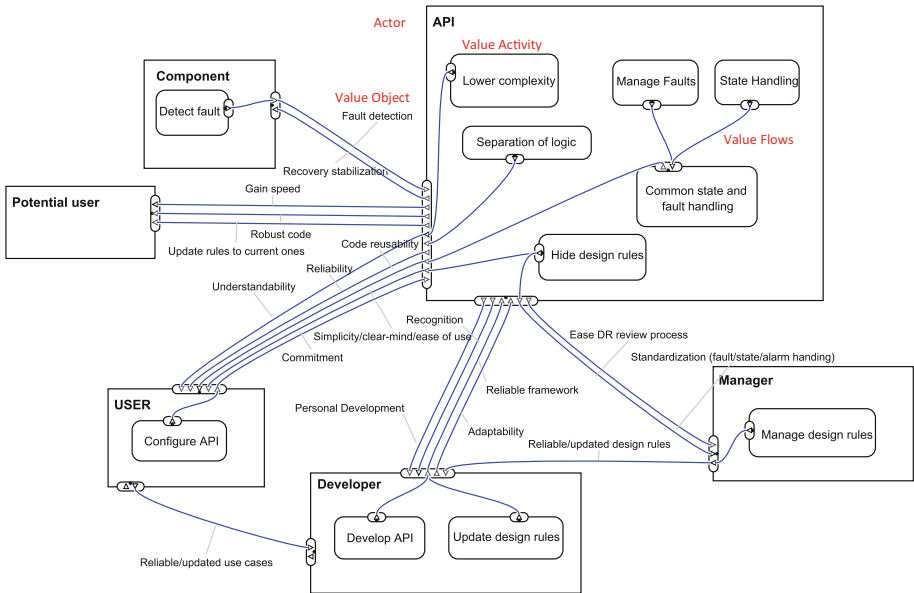 Actor
API
Value Activity
Lower complexity
Manage Faults
State Handling
Component
Detect fault
Value Object
Fault detection
Separation of logic
Value Flows
Recovery stabilization
Common state and
fault handling
Potential user
Gain speed
Robust code
Update rules to current ones
Code reusability
Hide design rules
Reliability
Understandability
Recognition
Simplicity/clear-mind/ease of use
Commitment
Ease DR review process
Standardization (fault/state/alarm handing)
Manager
Manage design rules
USER
Configure API
Personal Development
Reliable framework
Adaptability
Reliable/updated design rules
Developer
Develop API
Update design rules
Reliable/updated use cases